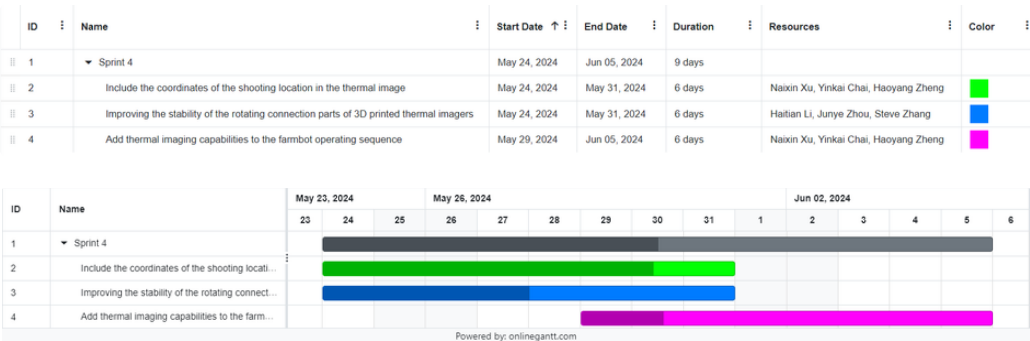 ID Name Start Date End Date Duration Resources Color
1 Sprint 4 May 24, 2024 Jun 05, 2024 9 days
2 Include the coordinates of the shooting location in the thermal image May 24, 2024 May 31, 2024 6 days Naixin Xu, Yinkai Chai, Haoyang Zheng
3 Improving the stability of the rotating connection parts of 3D printed thermal imagers May 24, 2024 May 31, 2024 6 days Haitian Li, Junye Zhou, Steve Zhang
4 Add thermal imaging capabilities to the farmbot operating sequence May 29, 2024 Jun 05, 2024 6 days Naixin Xu, Yinkai Chai, Haoyang Zheng
ID Name May 23, 2024 May 26, 2024 Jun 02, 2024
23 24 25 26 27 28 29 30 31 1 2 3 4 5 6
1 Sprint 4
2 Include the coordinates of the shooting locati...
3 Improving the stability of the rotating connect...
4 Add thermal imaging capabilities to the farm...
Powered by: onlinegantt.com